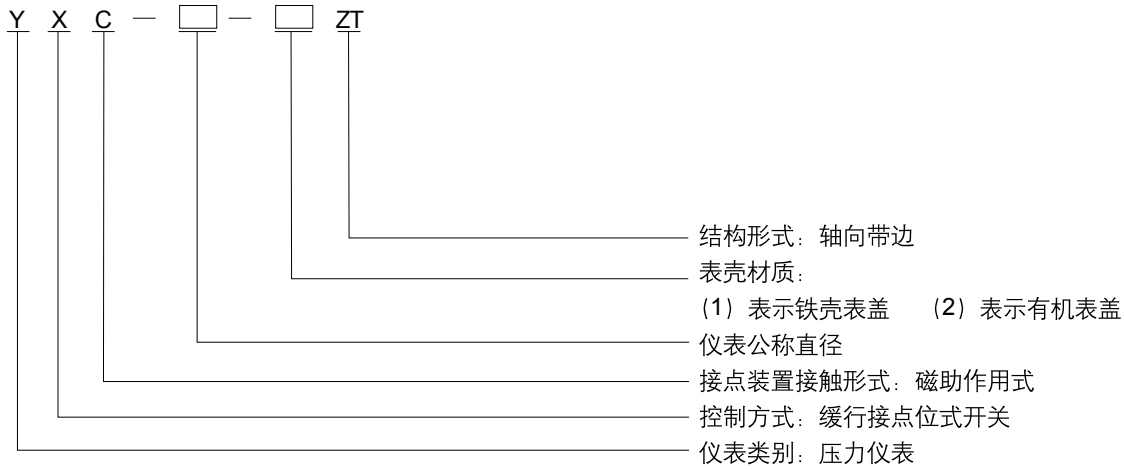 Y X C — □ — □ ZT
结构形式：轴向带边
表壳材质：
（1）表示铁壳表盖 （2）表示有机表盖
仪表公称直径
接点装置接触形式：磁助作用式
控制方式：缓行接点位式开关
仪表类别：压力仪表